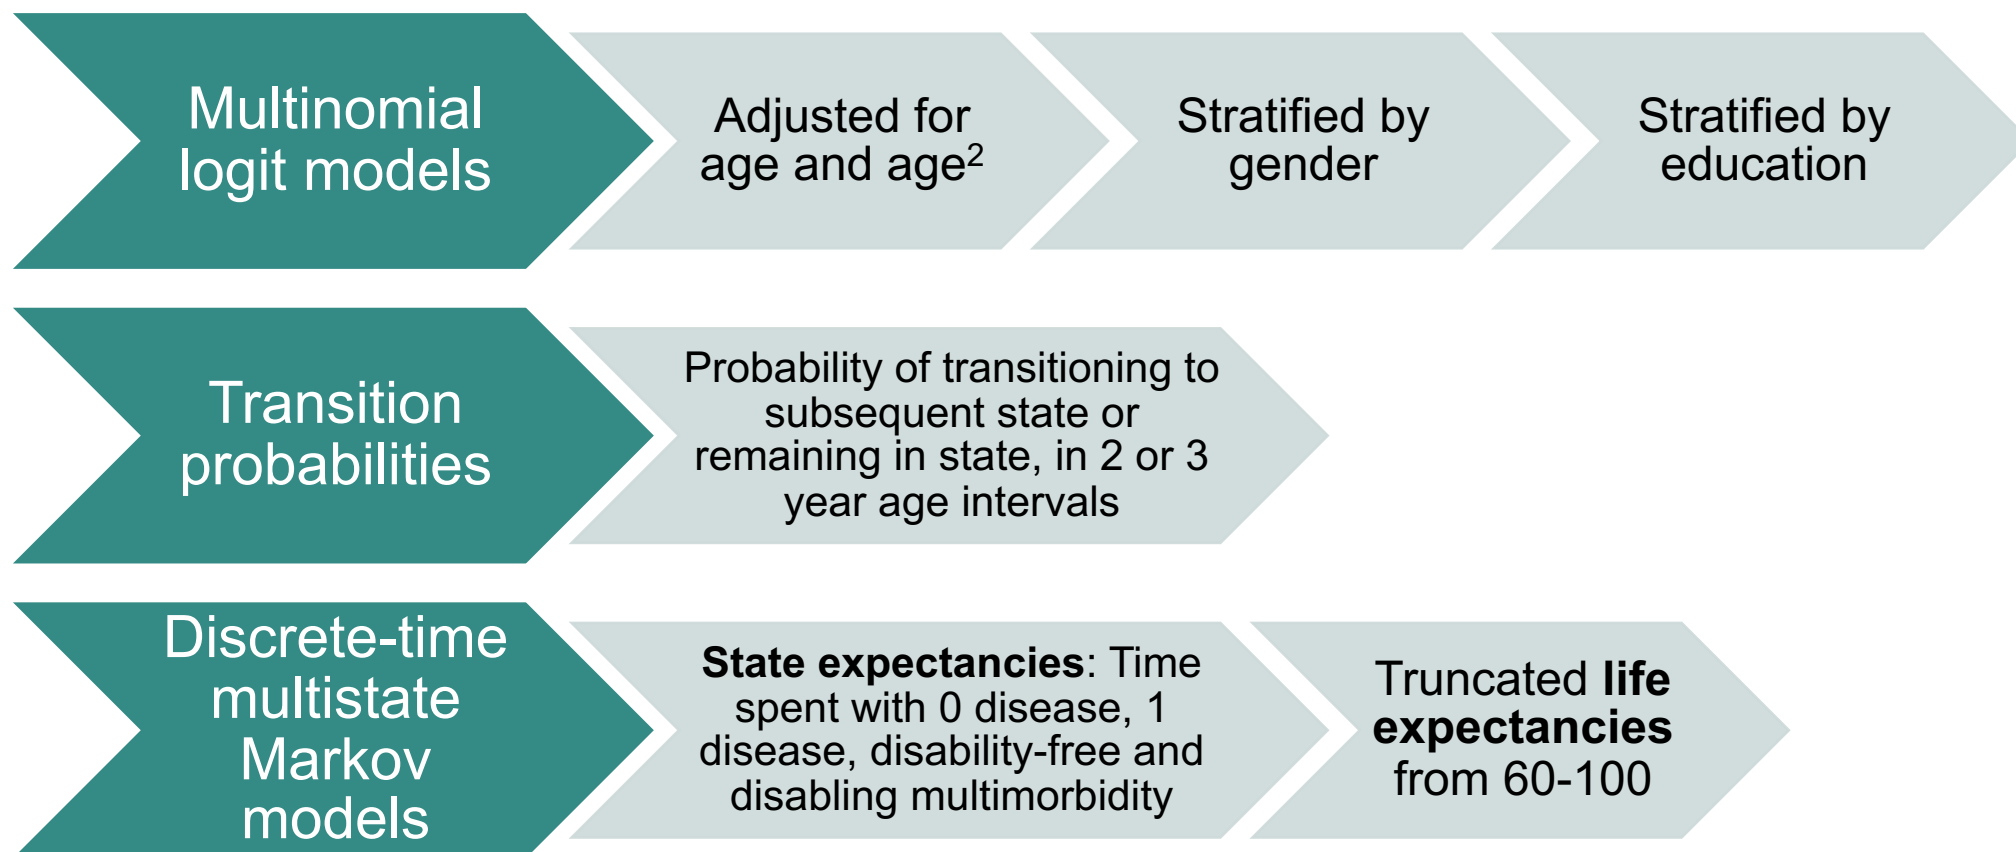 Multinomial
logit models
Adjusted for
age and age²
Stratified by
gender
Stratified by
education
Transition
probabilities
Probability of transitioning to
subsequent state or
remaining in state, in 2 or 3
year age intervals
Discrete-time
multistate
Markov
models
State expectancies: Time
spent with 0 disease, 1
disease, disability-free and
disabling multimorbidity
Truncated life
expectancies
from 60-100